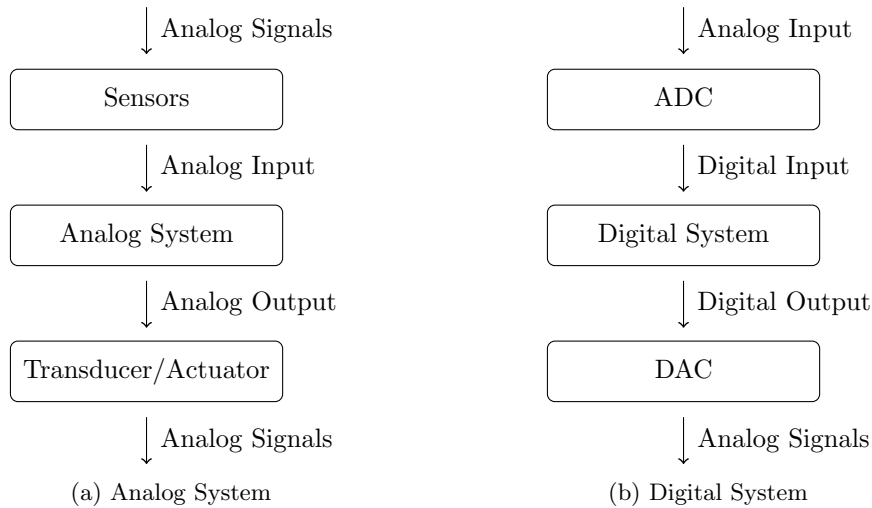 Analog Signals
Sensors
Analog Input
Analog System
Analog Output
Transducer/Actuator
Analog Signals
(a) Analog System
Analog Input
ADC
Digital Input
Digital System
Digital Output
DAC
Analog Signals
(b) Digital System